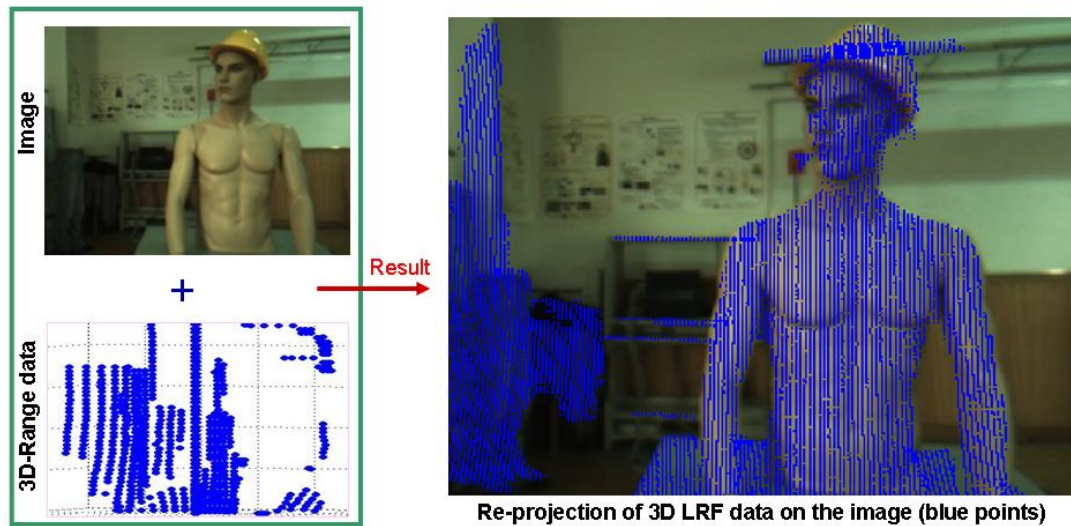 Image
+
3D-Range data
Result
Re-projection of 3D LRF data on the image (blue points)